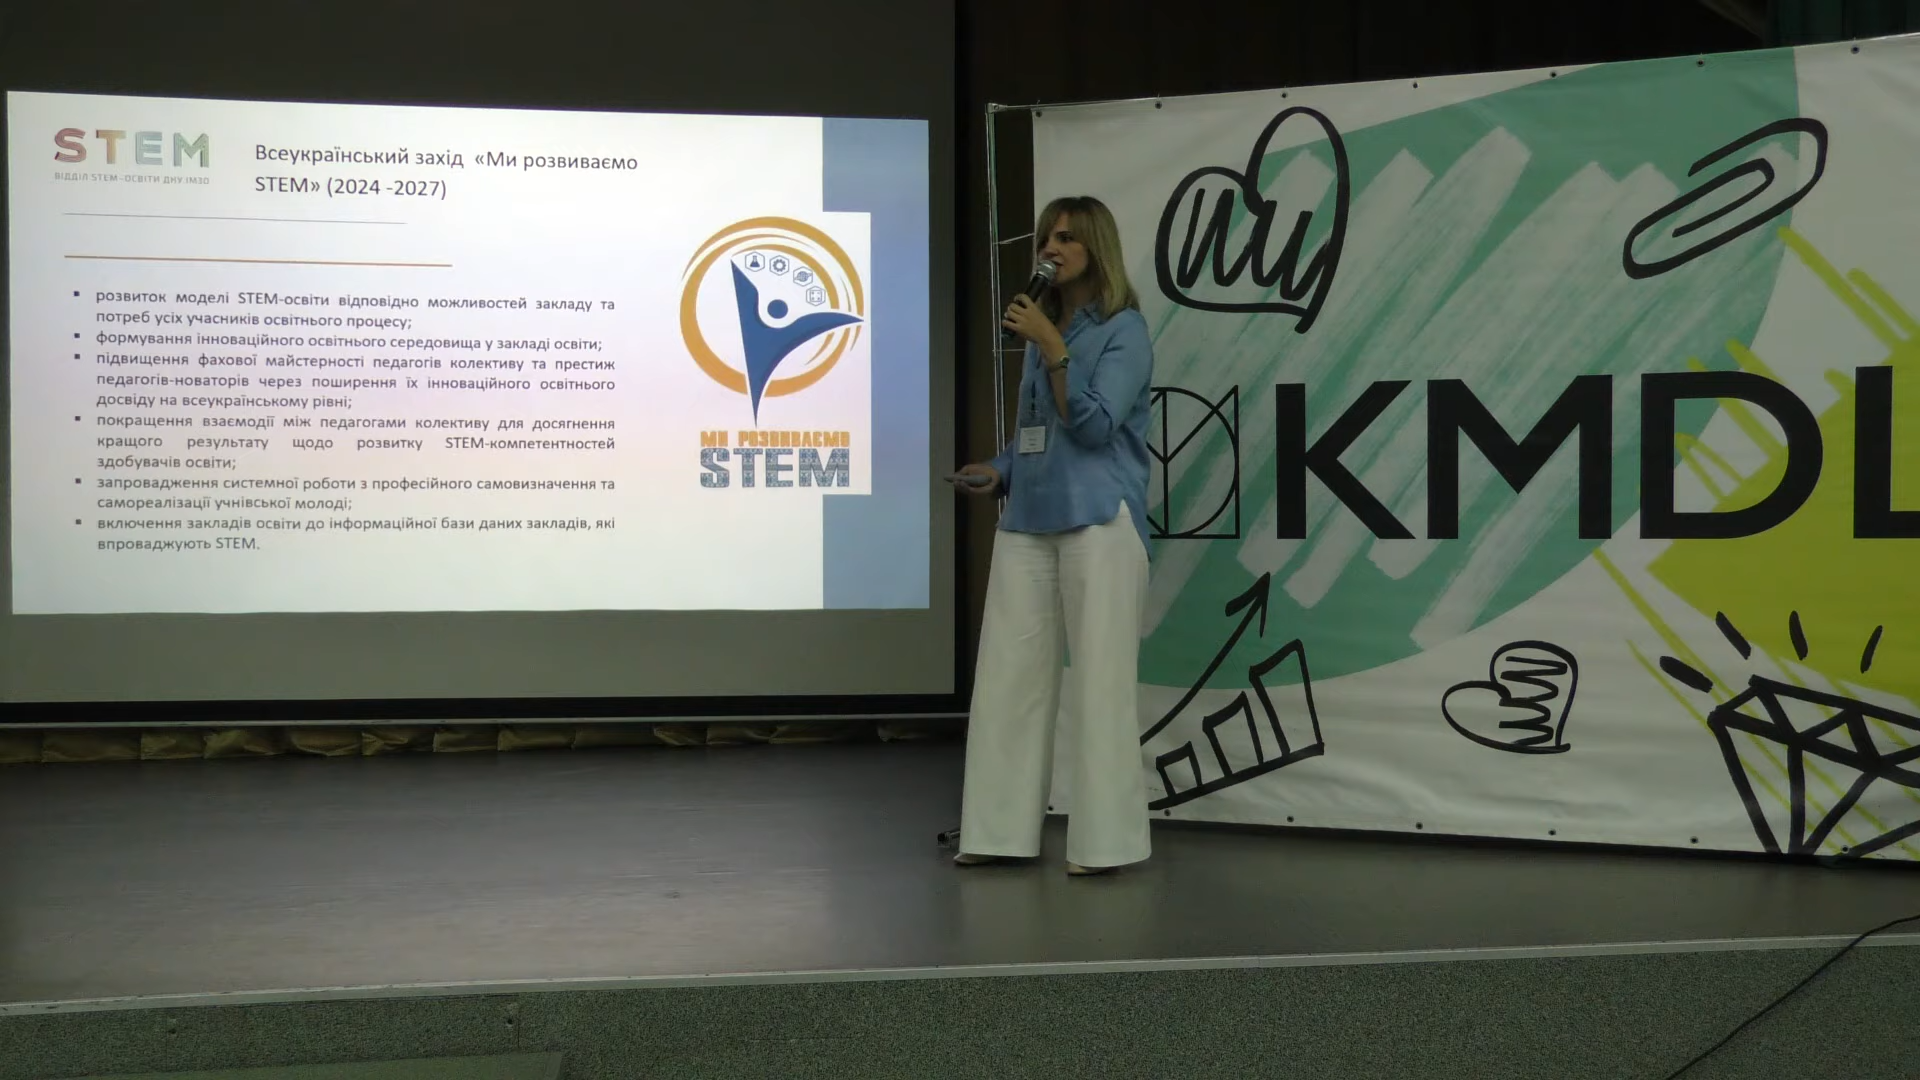 STEM
ВІДДІЛ STEM-ОСВІТИ ДНУ ІМЗО
Всеукраїнський захід «Ми розвиваємо
STEM» (2024 -2027)
розвиток моделі STEM-освіти відповідно можливостей закладу та
потреб усіх учасників освітнього процесу;
формування інноваційного освітнього середовища у закладі освіти;
підвищення фахової майстерності педагогів колективу та престиж
педагогів-новаторів через поширення їх інноваційного освітнього
досвіду на всеукраїнському рівні;
покращення взаємодії між педагогами колективу для досягнення
кращого результату щодо розвитку STEM-компетентностей
здобувачів освіти;
запровадження системної роботи з професійного самовизначення та
самореалізації учнівської молоді;
включення закладів освіти до інформаційної бази даних закладів, які
впроваджують STEM.
МИ РОЗВИВАЄМО
STEM
KMDL